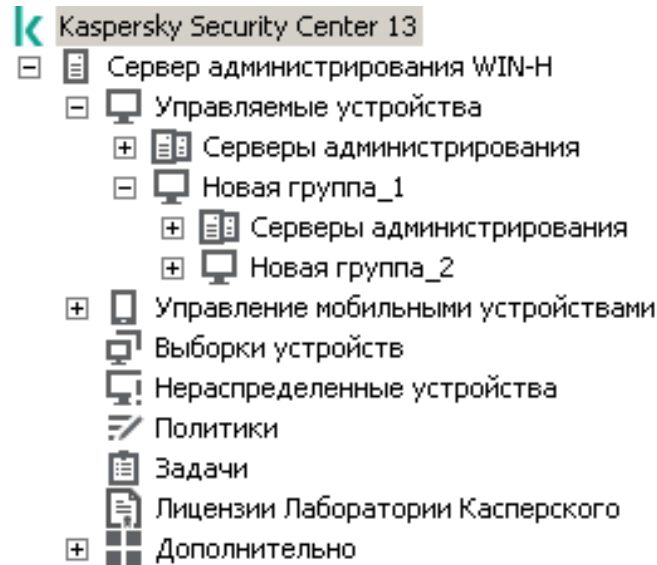 Kaspersky Security Center 13
Сервер администрирования WIN-H
Управляемые устройства
Серверы администрирования
Новая группа_1
Серверы администрирования
Новая группа_2
Управление мобильными устройствами
Выборки устройств
Нераспределенные устройства
Политики
Задачи
Лицензии Лаборатории Касперского
Дополнительно